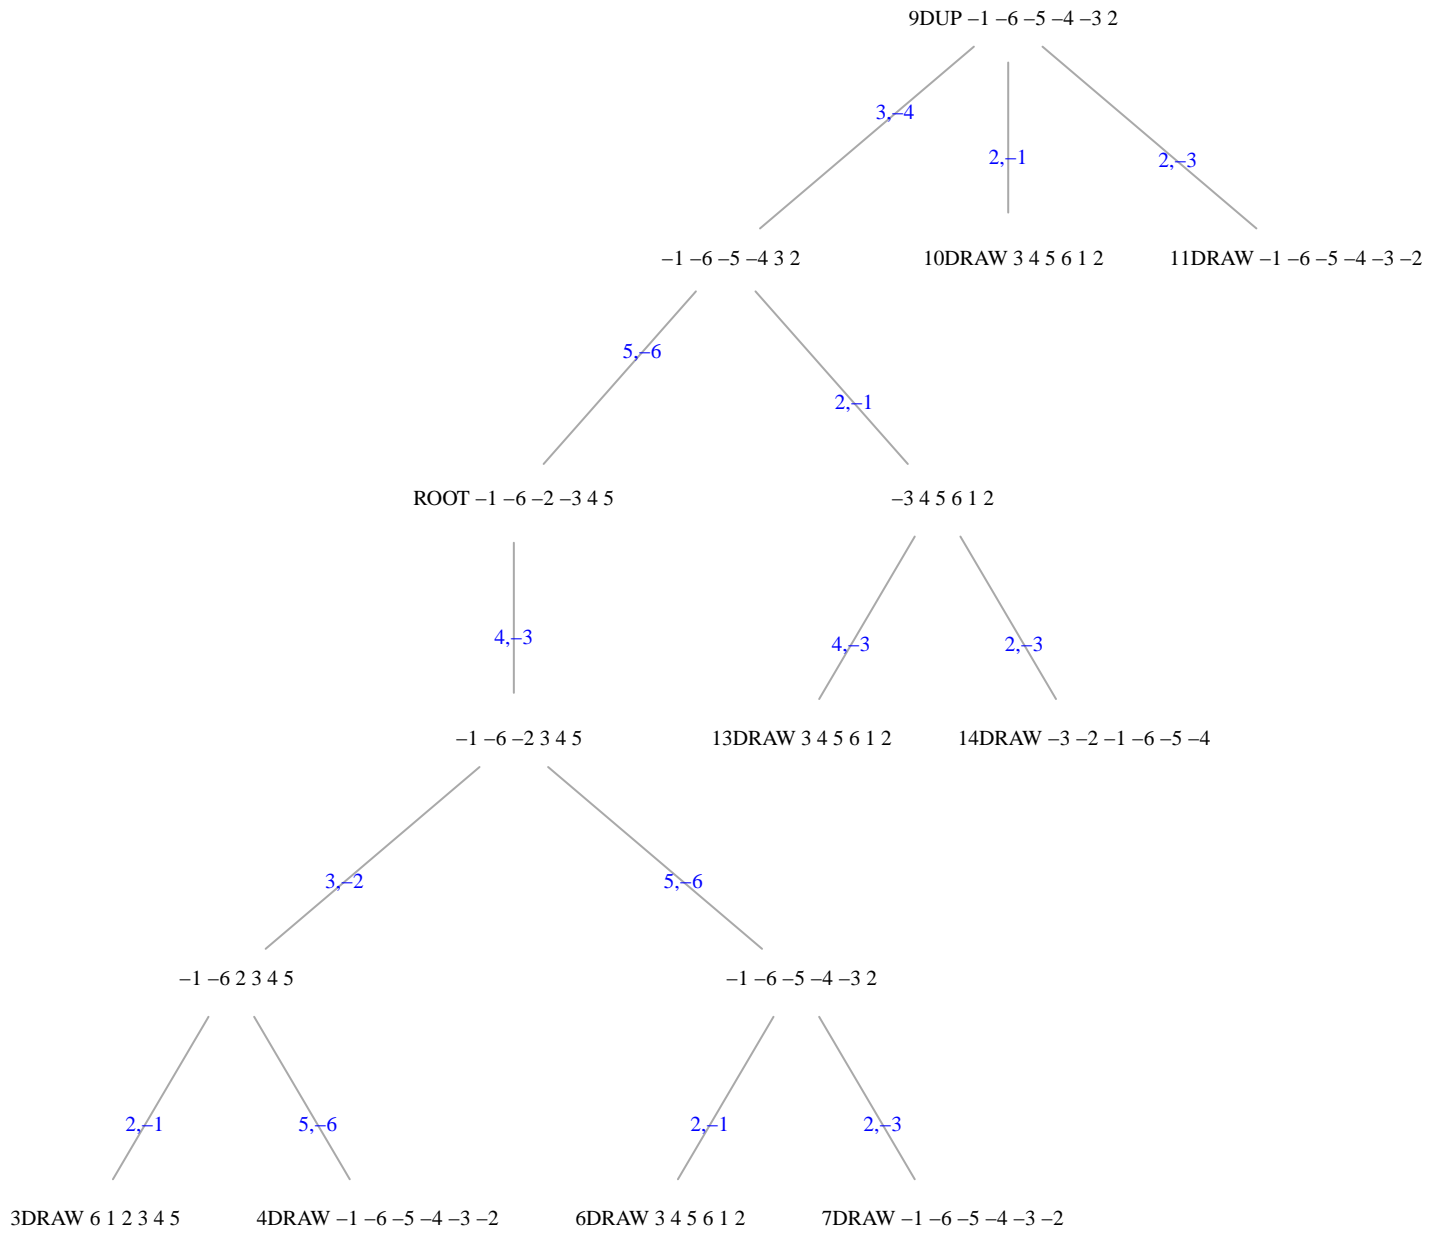 9DUP –1 –6 –5 –4 –3 2
3,–4
2,–1
2,–3
–1 –6 –5 –4 3 2
10DRAW 3 4 5 6 1 2
11DRAW –1 –6 –5 –4 –3 –2
5,–6
2,–1
ROOT –1 –6 –2 –3 4 5
–3 4 5 6 1 2
4,–3
4,–3
2,–3
–1 –6 –2 3 4 5
13DRAW 3 4 5 6 1 2
14DRAW –3 –2 –1 –6 –5 –4
3,–2
5,–6
–1 –6 2 3 4 5
–1 –6 –5 –4 –3 2
2,–1
5,–6
2,–1
2,–3
3DRAW 6 1 2 3 4 5
4DRAW –1 –6 –5 –4 –3 –2
6DRAW 3 4 5 6 1 2
7DRAW –1 –6 –5 –4 –3 –2